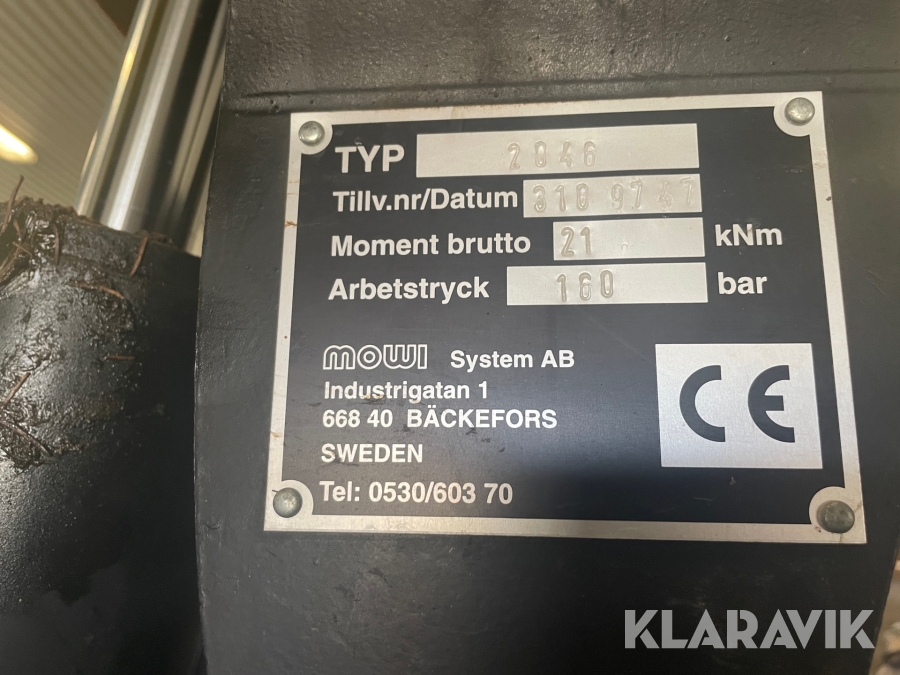 TYP 2046
Tillv.nr/Datum 310 9747
Moment brutto 21 kNm
Arbetstryck 160 bar
mowi System AB
Industrigatan 1
668 40 BÄCKEFORS
SWEDEN
Tel: 0530/603 70
CE
KLARAVIK